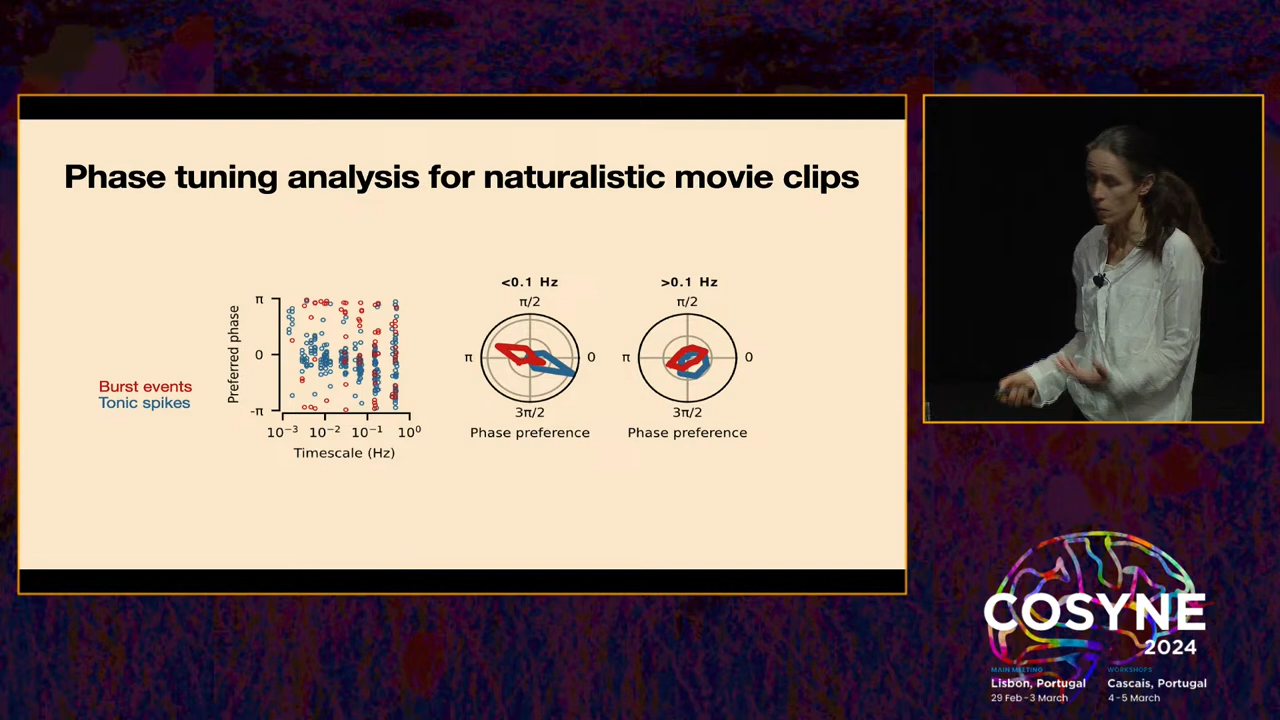 Phase tuning analysis for naturalistic movie clips
Burst events
Tonic spikes
Preferred phase
π
0
-π
10⁻³ 10⁻² 10⁻¹ 10⁰
Timescale (Hz)
<0.1 Hz
π/2
π
0
3π/2
Phase preference
>0.1 Hz
π/2
π
0
3π/2
Phase preference
COSYNE
2024
MAIN MEETING
Lisbon, Portugal
29 Feb - 3 March
WORKSHOPS
Cascais, Portugal
4 - 5 March